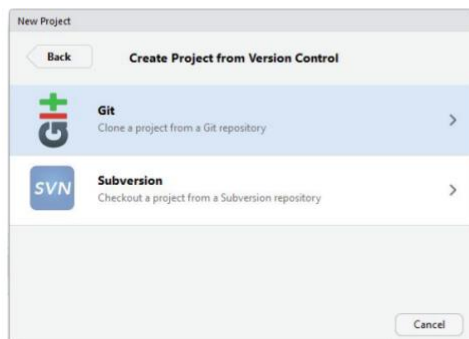 New Project
Back
Create Project from Version Control
git
Git
Clone a project from a Git repository
SVN
Subversion
Checkout a project from a Subversion repository
Cancel